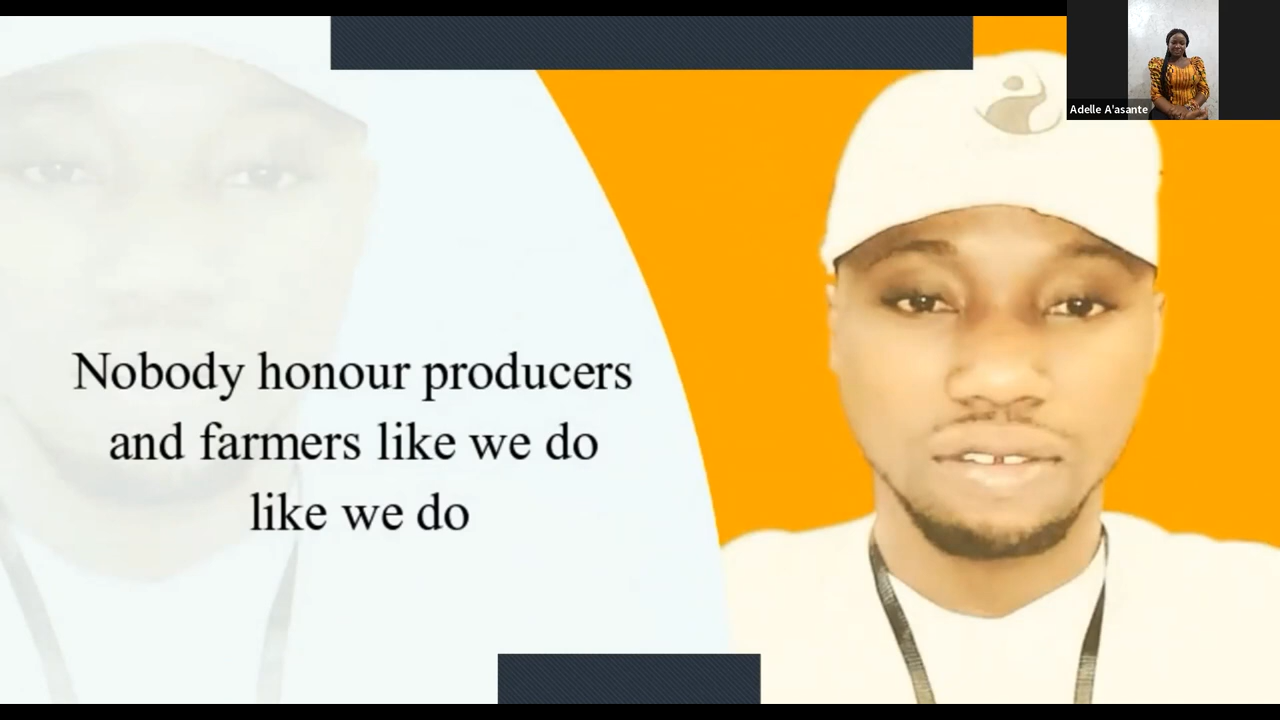 Adelle A'asante
Nobody honour producers
and farmers like we do
like we do